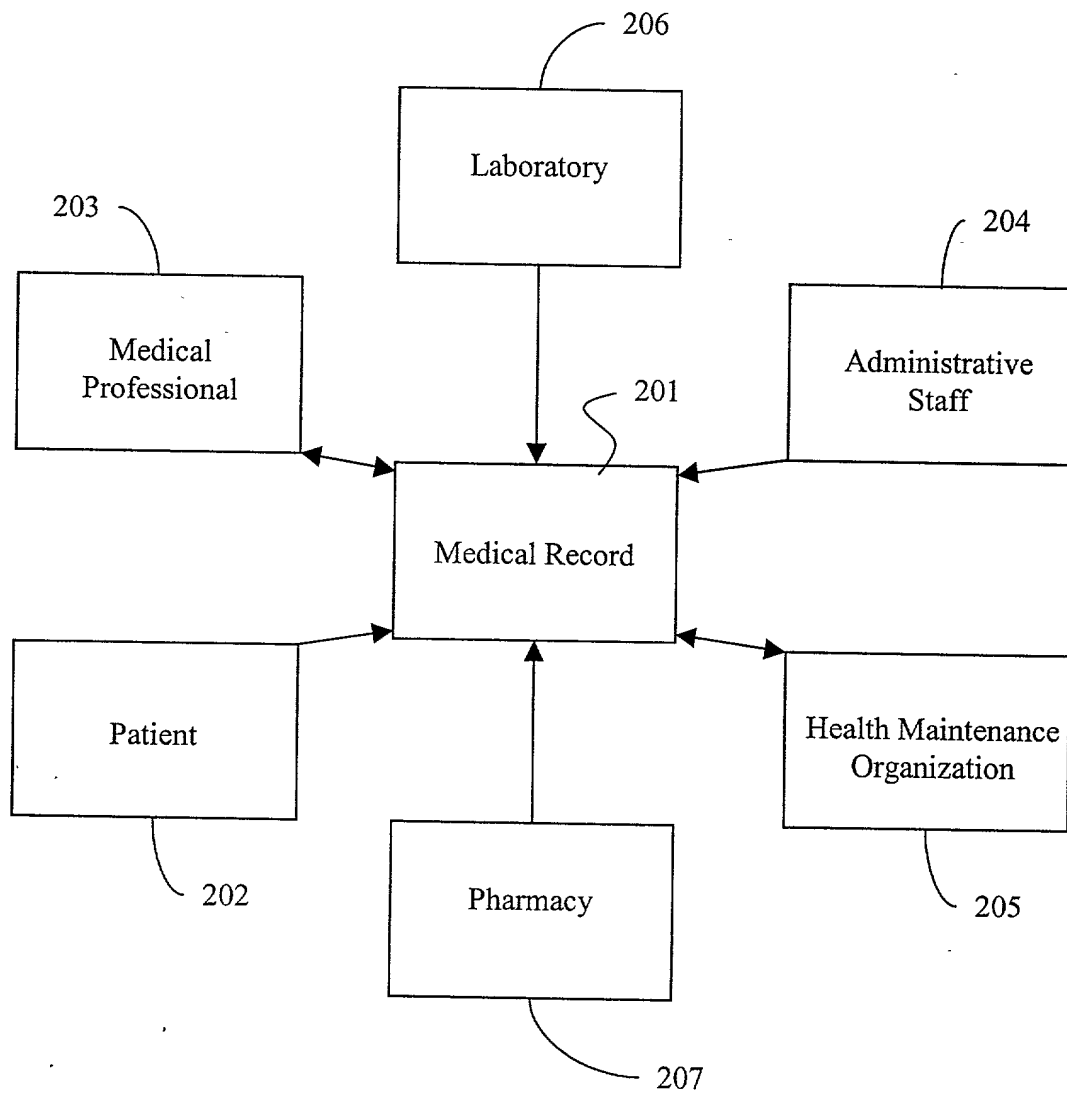 206
Laboratory
203
204
Medical
Professional
Administrative
Staff
201
Medical Record
Patient
Health Maintenance
Organization
202
Pharmacy
205
207